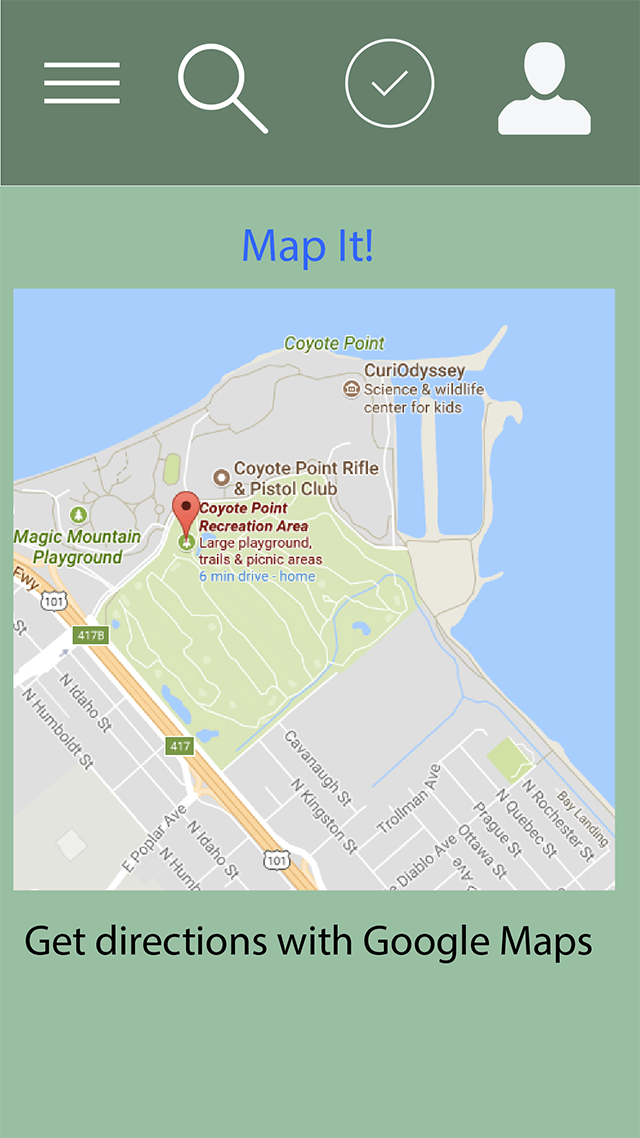 Map It!
Coyote Point
CuriOdyssey
Science & wildlife
center for kids
Coyote Point Rifle
& Pistol Club
Coyote Point
Recreation Area
Large playground,
trails & picnic areas
6 min drive - home
Magic Mountain
Playground
Fwy
101
St
417B
N Idaho St
N Humboldt St
417
Cavanaugh St
N Kingston St
Trollman Ave
N Rochester St
Bay Landing
N Quebec St
Prague St
Ottawa St
e Diablo Ave
Ave
E Poplar Ave
N Idaho St
N Humb
101
Get directions with Google Maps